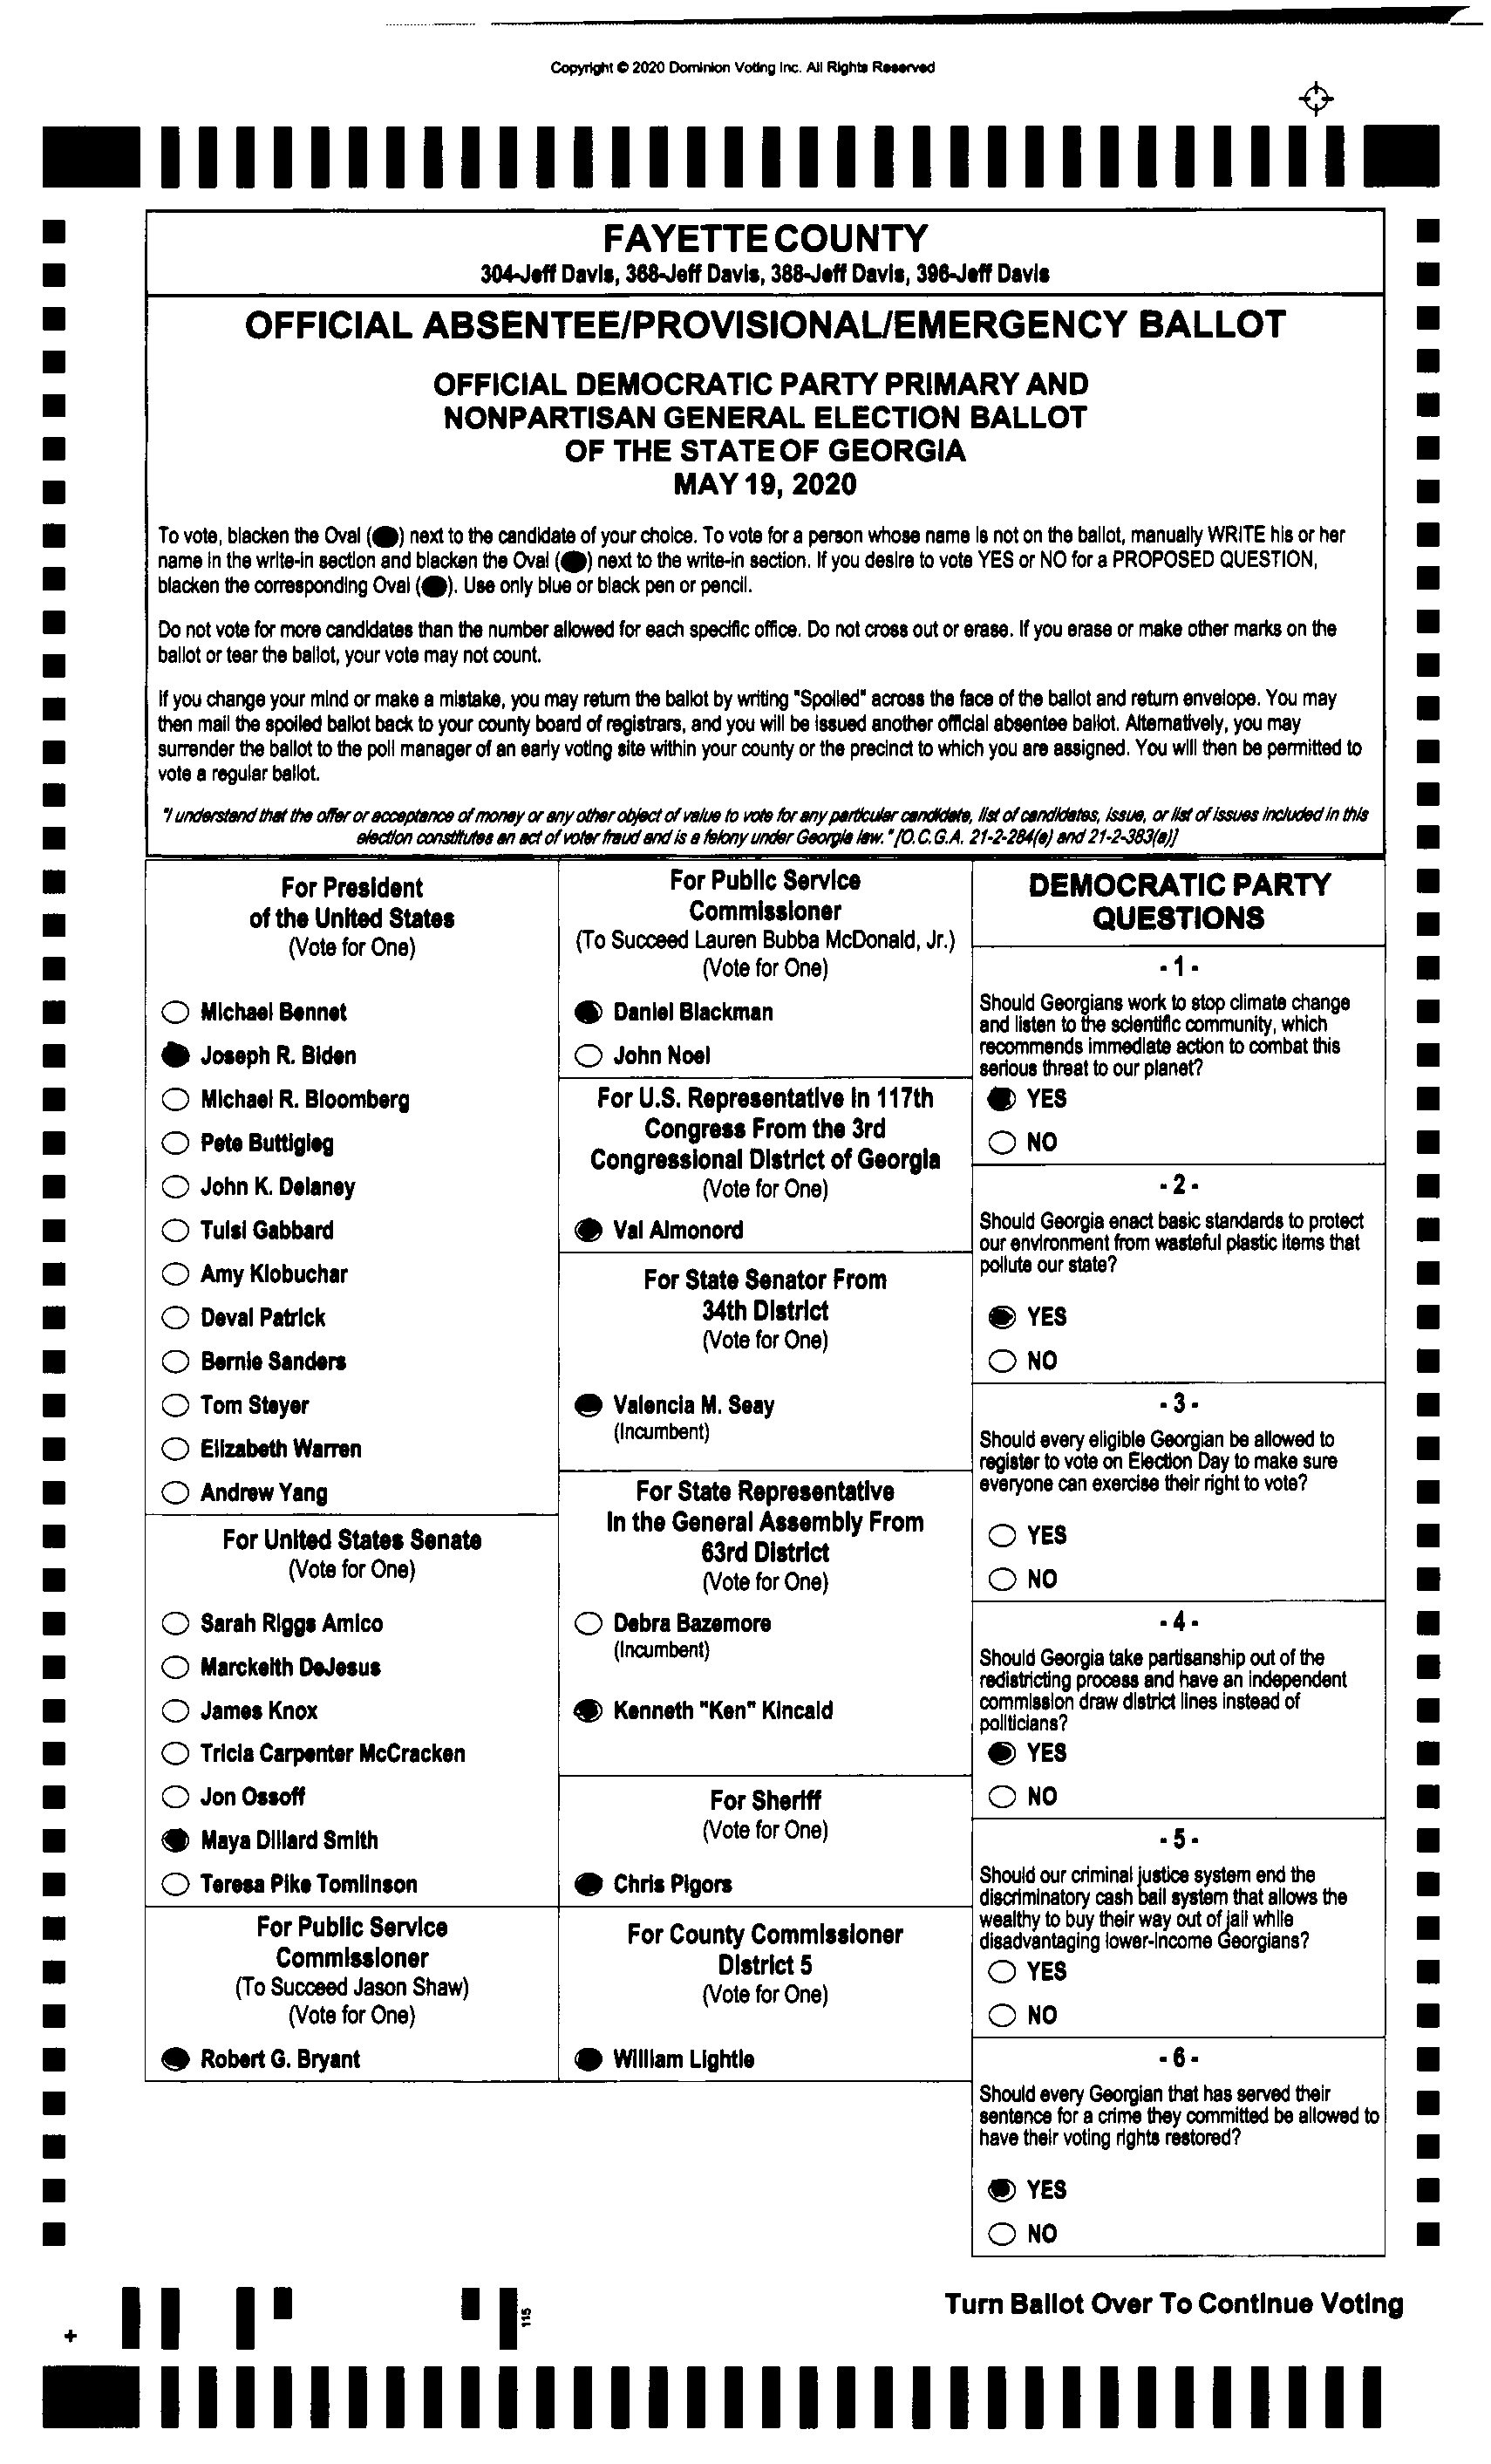 Copyright © 2020 Dominion Voting Inc. All Rights Reserved
FAYETTE COUNTY
304-Jeff Davis, 368-Jeff Davis, 388-Jeff Davis, 396-Jeff Davis
OFFICIAL ABSENTEE/PROVISIONAL/EMERGENCY BALLOT
OFFICIAL DEMOCRATIC PARTY PRIMARY AND
NONPARTISAN GENERAL ELECTION BALLOT
OF THE STATE OF GEORGIA
MAY 19, 2020
To vote, blacken the Oval ( ) next to the candidate of your choice. To vote for a person whose name is not on the ballot, manually WRITE his or her
name in the write-in section and blacken the Oval ( ) next to the write-in section. If you desire to vote YES or NO for a PROPOSED QUESTION,
blacken the corresponding Oval ( ). Use only blue or black pen or pencil.
Do not vote for more candidates than the number allowed for each specific office. Do not cross out or erase. If you erase or make other marks on the
ballot or tear the ballot, your vote may not count.
If you change your mind or make a mistake, you may return the ballot by writing "Spoiled" across the face of the ballot and return envelope. You may
then mail the spoiled ballot back to your county board of registrars, and you will be issued another official absentee ballot. Alternatively, you may
surrender the ballot to the poll manager of an early voting site within your county or the precinct to which you are assigned. You will then be permitted to
vote a regular ballot.
"I understand that the offer or acceptance of money or any other object of value to vote for any particular candidate, list of candidates, issue, or list of issues included in this
election constitutes an act of voter fraud and is a felony under Georgia law." [O.C.G.A. 21-2-284(e) and 21-2-383(a)]
For President
of the United States
(Vote for One)
Michael Bennet
Joseph R. Biden
Michael R. Bloomberg
Pete Buttigieg
John K. Delaney
Tulsi Gabbard
Amy Klobuchar
Deval Patrick
Bernie Sanders
Tom Steyer
Elizabeth Warren
Andrew Yang
For United States Senate
(Vote for One)
Sarah Riggs Amico
Marckeith DeJesus
James Knox
Tricia Carpenter McCracken
Jon Ossoff
Maya Dillard Smith
Teresa Pike Tomlinson
For Public Service
Commissioner
(To Succeed Jason Shaw)
(Vote for One)
Robert G. Bryant
For Public Service
Commissioner
(To Succeed Lauren Bubba McDonald, Jr.)
(Vote for One)
Daniel Blackman
John Noel
For U.S. Representative in 117th
Congress From the 3rd
Congressional District of Georgia
(Vote for One)
Val Almonord
For State Senator From
34th District
(Vote for One)
Valencia M. Seay
(Incumbent)
For State Representative
In the General Assembly From
63rd District
(Vote for One)
Debra Bazemore
(Incumbent)
Kenneth "Ken" Kincaid
For Sheriff
(Vote for One)
Chris Pigors
For County Commissioner
District 5
(Vote for One)
William Lightle
DEMOCRATIC PARTY
QUESTIONS
- 1 -
Should Georgians work to stop climate change
and listen to the scientific community, which
recommends immediate action to combat this
serious threat to our planet?
YES
NO
- 2 -
Should Georgia enact basic standards to protect
our environment from wasteful plastic items that
pollute our state?
YES
NO
- 3 -
Should every eligible Georgian be allowed to
register to vote on Election Day to make sure
everyone can exercise their right to vote?
YES
NO
- 4 -
Should Georgia take partisanship out of the
redistricting process and have an independent
commission draw district lines instead of
politicians?
YES
NO
- 5 -
Should our criminal justice system end the
discriminatory cash bail system that allows the
wealthy to buy their way out of jail while
disadvantaging lower-income Georgians?
YES
NO
- 6 -
Should every Georgian that has served their
sentence for a crime they committed be allowed to
have their voting rights restored?
YES
NO
Turn Ballot Over To Continue Voting
115
+